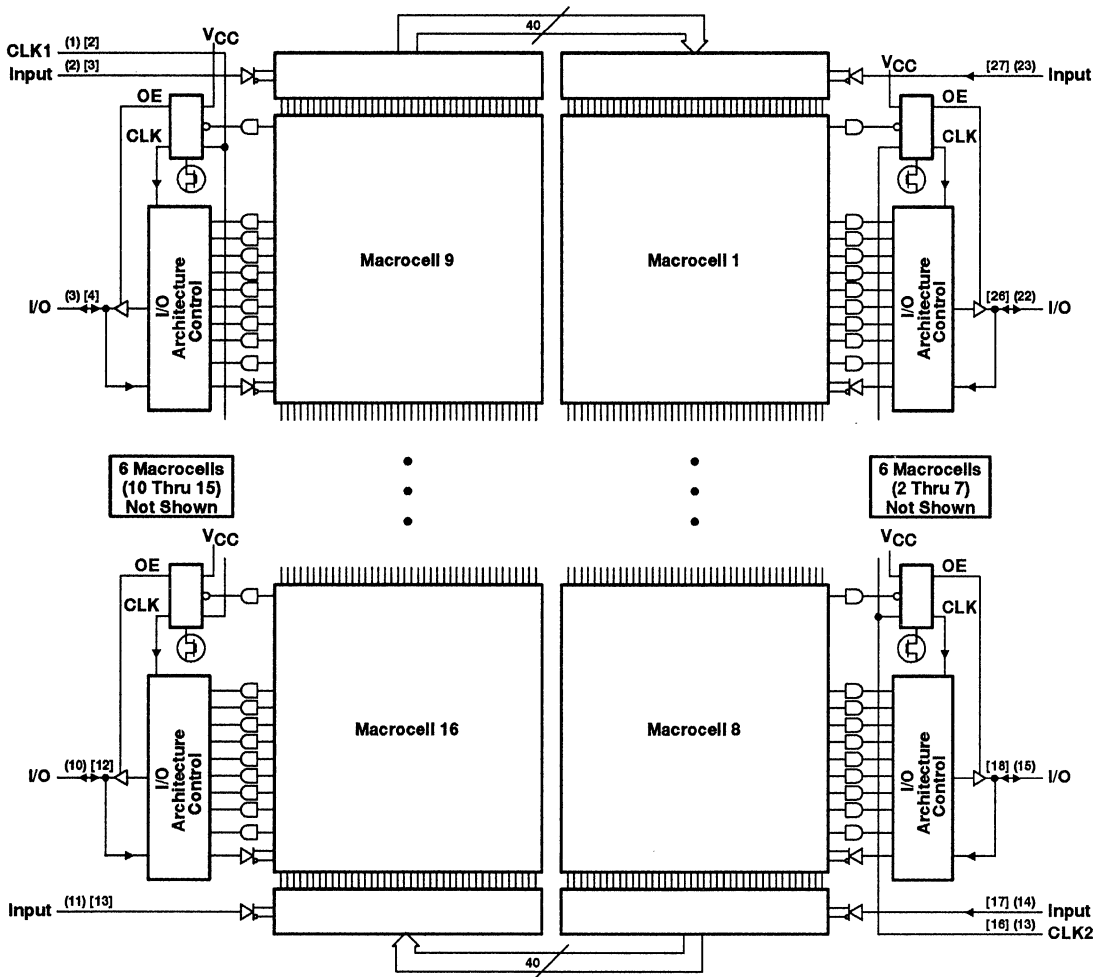 40
CLK1 (1) [2]
VCC
Input (2) [3]
[27] (23) Input
VCC
OE
OE
CLK
CLK
Macrocell 9
Macrocell 1
I/O
Architecture
Control
I/O
Architecture
Control
I/O (3) [4]
[26] (22) I/O
6 Macrocells
(10 Thru 15)
Not Shown
6 Macrocells
(2 Thru 7)
Not Shown
VCC
VCC
OE
OE
CLK
CLK
Macrocell 16
Macrocell 8
I/O
Architecture
Control
I/O
Architecture
Control
I/O (10) [12]
[18] (15) I/O
Input (11) [13]
[17] (14) Input
[16] (13) CLK2
40